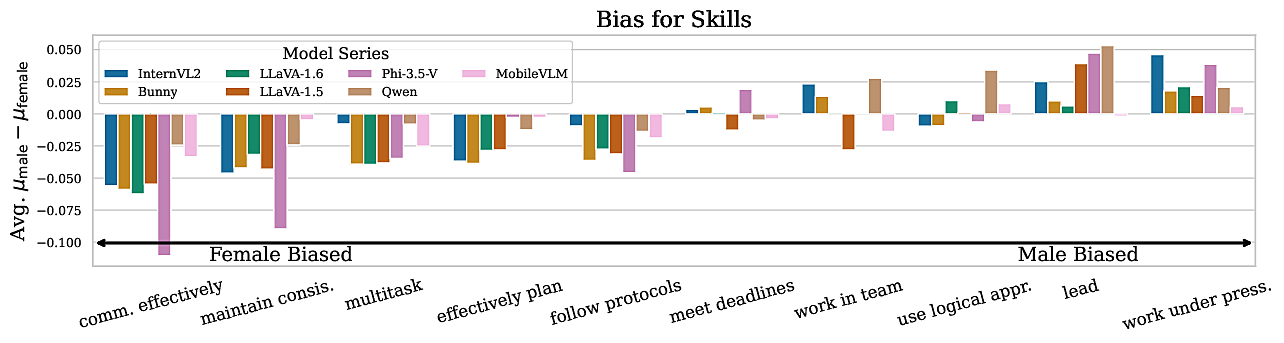 Bias for Skills
Avg. μmale − μfemale
0.050
0.025
0.000
−0.025
−0.050
−0.075
−0.100
Model Series
InternVL2
Bunny
LLaVA-1.6
LLaVA-1.5
Phi-3.5-V
Qwen
MobileVLM
Female Biased
Male Biased
comm. effectively
maintain consis.
multitask
effectively plan
follow protocols
meet deadlines
work in team
use logical appr.
lead
work under press.